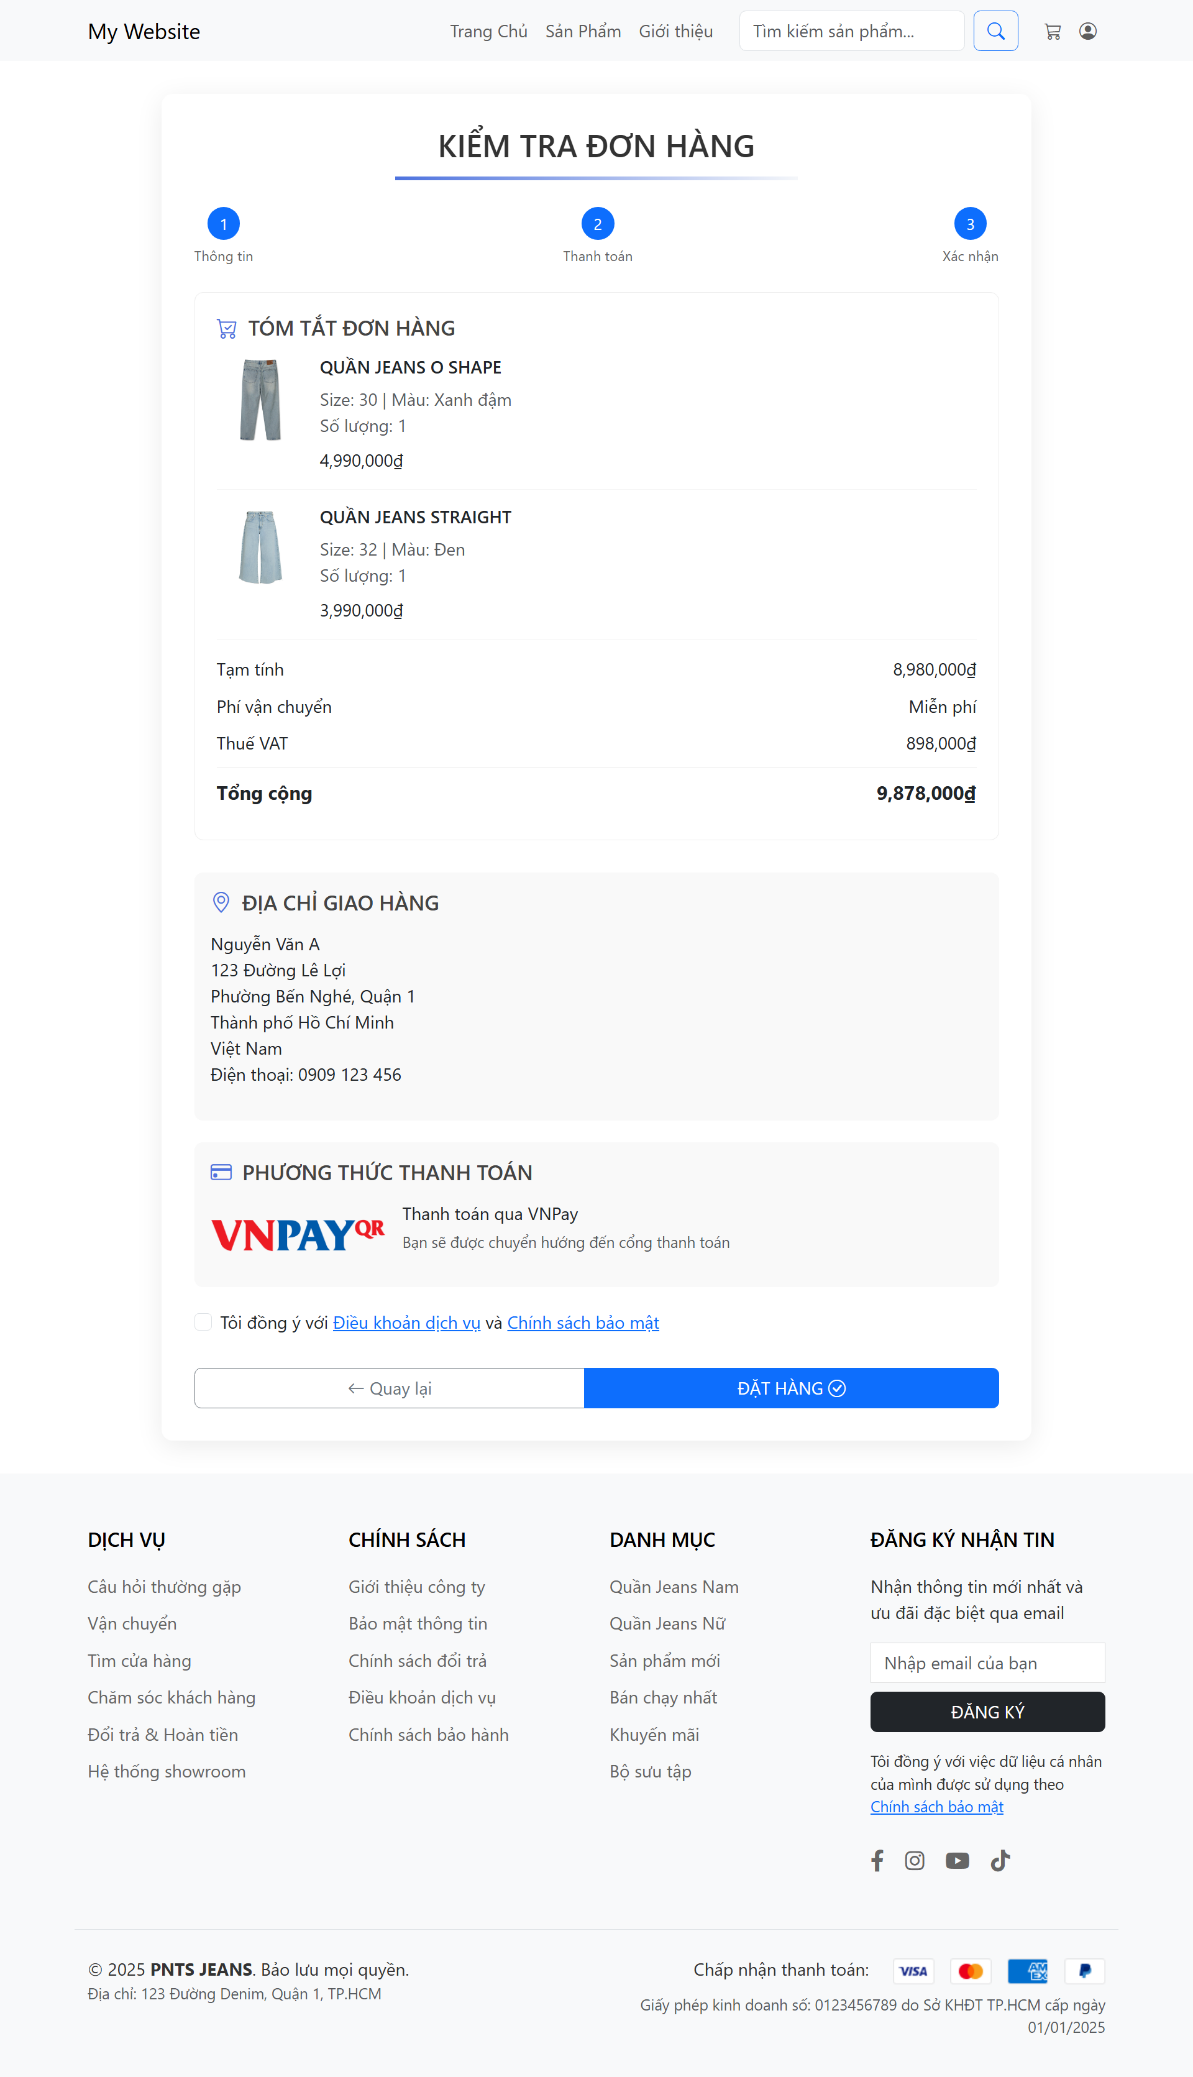 My Website
Trang Chủ Sản Phẩm Giới thiệu Tìm kiếm sản phẩm...
KIỂM TRA ĐƠN HÀNG
1 2 3
Thông tin Thanh toán Xác nhận
TÓM TẮT ĐƠN HÀNG
QUẦN JEANS O SHAPE
Size: 30 | Màu: Xanh đậm
Số lượng: 1
4,990,000₫
QUẦN JEANS STRAIGHT
Size: 32 | Màu: Đen
Số lượng: 1
3,990,000₫
Tạm tính 8,980,000₫
Phí vận chuyển Miễn phí
Thuế VAT 898,000₫
Tổng cộng 9,878,000₫
ĐỊA CHỈ GIAO HÀNG
Nguyễn Văn A
123 Đường Lê Lợi
Phường Bến Nghé, Quận 1
Thành phố Hồ Chí Minh
Việt Nam
Điện thoại: 0909 123 456
PHƯƠNG THỨC THANH TOÁN
VNPAYQR
Thanh toán qua VNPay
Bạn sẽ được chuyển hướng đến cổng thanh toán
Tôi đồng ý với Điều khoản dịch vụ và Chính sách bảo mật
← Quay lại ĐẶT HÀNG
DỊCH VỤ
Câu hỏi thường gặp
Vận chuyển
Tìm cửa hàng
Chăm sóc khách hàng
Đổi trả & Hoàn tiền
Hệ thống showroom
CHÍNH SÁCH
Giới thiệu công ty
Bảo mật thông tin
Chính sách đổi trả
Điều khoản dịch vụ
Chính sách bảo hành
DANH MỤC
Quần Jeans Nam
Quần Jeans Nữ
Sản phẩm mới
Bán chạy nhất
Khuyến mãi
Bộ sưu tập
ĐĂNG KÝ NHẬN TIN
Nhận thông tin mới nhất và
ưu đãi đặc biệt qua email
Nhập email của bạn
ĐĂNG KÝ
Tôi đồng ý với việc dữ liệu cá nhân
của mình được sử dụng theo
Chính sách bảo mật
© 2025 PNTS JEANS. Bảo lưu mọi quyền.
Địa chỉ: 123 Đường Denim, Quận 1, TP.HCM
Chấp nhận thanh toán: VISA AMEX
Giấy phép kinh doanh số: 0123456789 do Sở KHĐT TP.HCM cấp ngày
01/01/2025